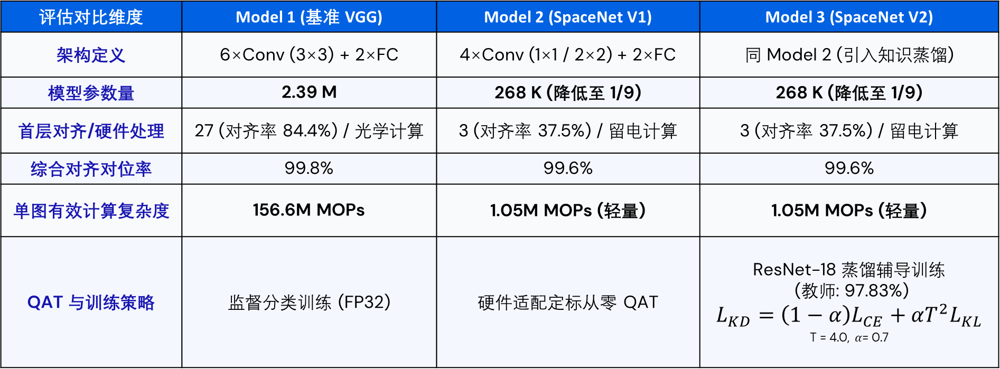 评估对比维度 Model 1 (基准 VGG) Model 2 (SpaceNet V1) Model 3 (SpaceNet V2)
架构定义 6×Conv (3×3) + 2×FC 4×Conv (1×1 / 2×2) + 2×FC 同 Model 2 (引入知识蒸馏)
模型参数量 2.39 M 268 K (降低至 1/9) 268 K (降低至 1/9)
首层对齐/硬件处理 27 (对齐率 84.4%) / 光学计算 3 (对齐率 37.5%) / 留电计算 3 (对齐率 37.5%) / 留电计算
综合对齐对位率 99.8% 99.6% 99.6%
单图有效计算复杂度 156.6M MOPs 1.05M MOPs (轻量) 1.05M MOPs (轻量)
QAT 与训练策略 监督分类训练 (FP32) 硬件适配定标从零 QAT ResNet-18 蒸馏辅导训练
(教师: 97.83%)
L_{KD} = (1 − α)L_{CE} + αT²L_{KL}
T = 4.0, α= 0.7